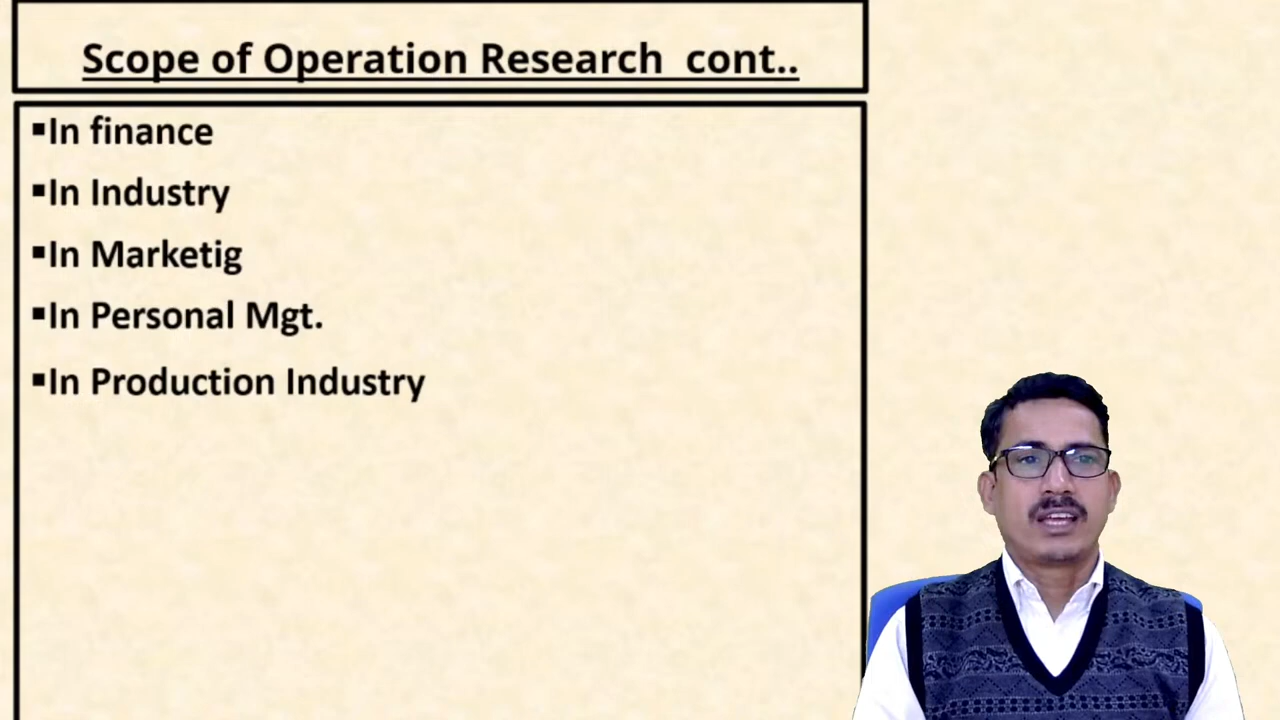 Scope of Operation Research cont..
▪In finance
▪In Industry
▪In Marketig
▪In Personal Mgt.
▪In Production Industry